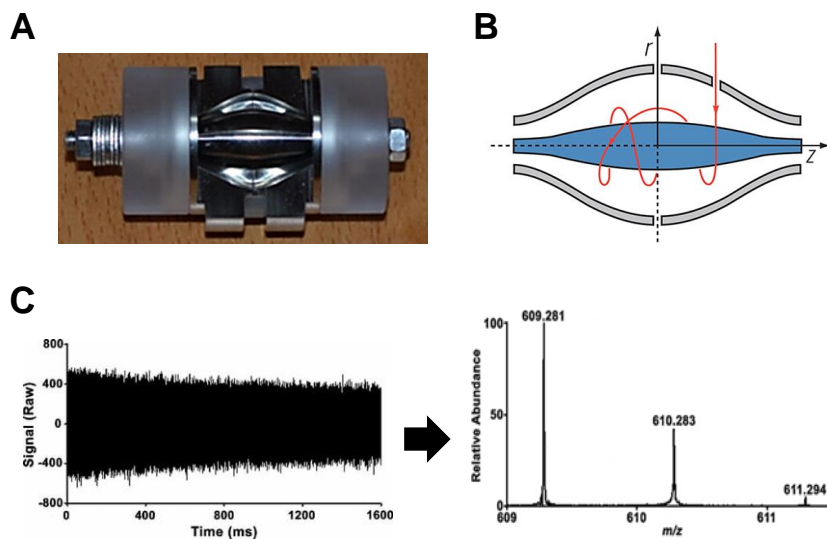 A
B
r
Z
C
800
400
0
-400
-800
Signal (Raw)
0
400
800
1200
1600
Time (ms)
100
50
0
Relative Abundance
609.281
610.283
611.294
609
610
611
m/z